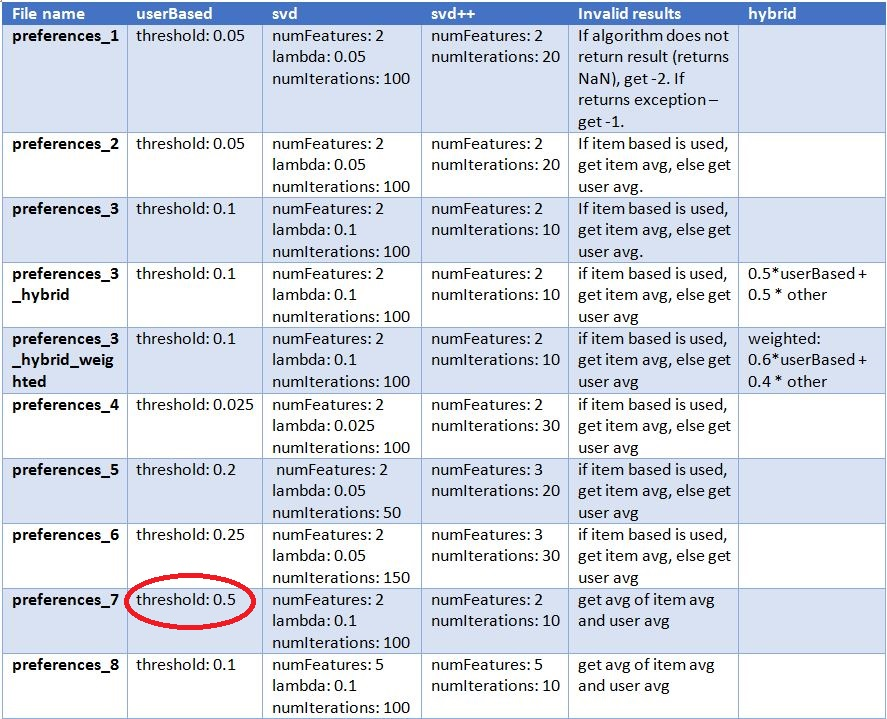 File name userBased svd svd++ Invalid results hybrid
preferences_1 threshold: 0.05 numFeatures: 2 numFeatures: 2 If algorithm does not
lambda: 0.05 numIterations: 20 return result (returns
numIterations: 100 NaN), get -2. If
returns exception –
get -1.
preferences_2 threshold: 0.05 numFeatures: 2 numFeatures: 2 If item based is used,
lambda: 0.05 numIterations: 20 get item avg, else get
numIterations: 100 user avg.
preferences_3 threshold: 0.1 numFeatures: 2 numFeatures: 2 If item based is used,
lambda: 0.1 numIterations: 10 get item avg, else get
numIterations: 100 user avg.
preferences_3 threshold: 0.1 numFeatures: 2 numFeatures: 2 if item based is used, 0.5*userBased +
_hybrid lambda: 0.1 numIterations: 10 get item avg, else get 0.5 * other
numIterations: 100 user avg
preferences_3 threshold: 0.1 numFeatures: 2 numFeatures: 2 if item based is used, weighted:
_hybrid_weig lambda: 0.1 numIterations: 10 get item avg, else get 0.6*userBased +
hted numIterations: 100 user avg 0.4 * other
preferences_4 threshold: 0.025 numFeatures: 2 numFeatures: 2 if item based is used,
lambda: 0.025 numIterations: 30 get item avg, else get
numIterations: 100 user avg
preferences_5 threshold: 0.2 numFeatures: 2 numFeatures: 3 if item based is used,
lambda: 0.05 numIterations: 20 get item avg, else get
numIterations: 50 user avg
preferences_6 threshold: 0.25 numFeatures: 2 numFeatures: 3 if item based is used,
lambda: 0.05 numIterations: 30 get item avg, else get
numIterations: 150 user avg
preferences_7 threshold: 0.5 numFeatures: 2 numFeatures: 2 get avg of item avg
lambda: 0.1 numIterations: 10 and user avg
numIterations: 100
preferences_8 threshold: 0.1 numFeatures: 5 numFeatures: 5 get avg of item avg
lambda: 0.1 numIterations: 10 and user avg
numIterations: 100